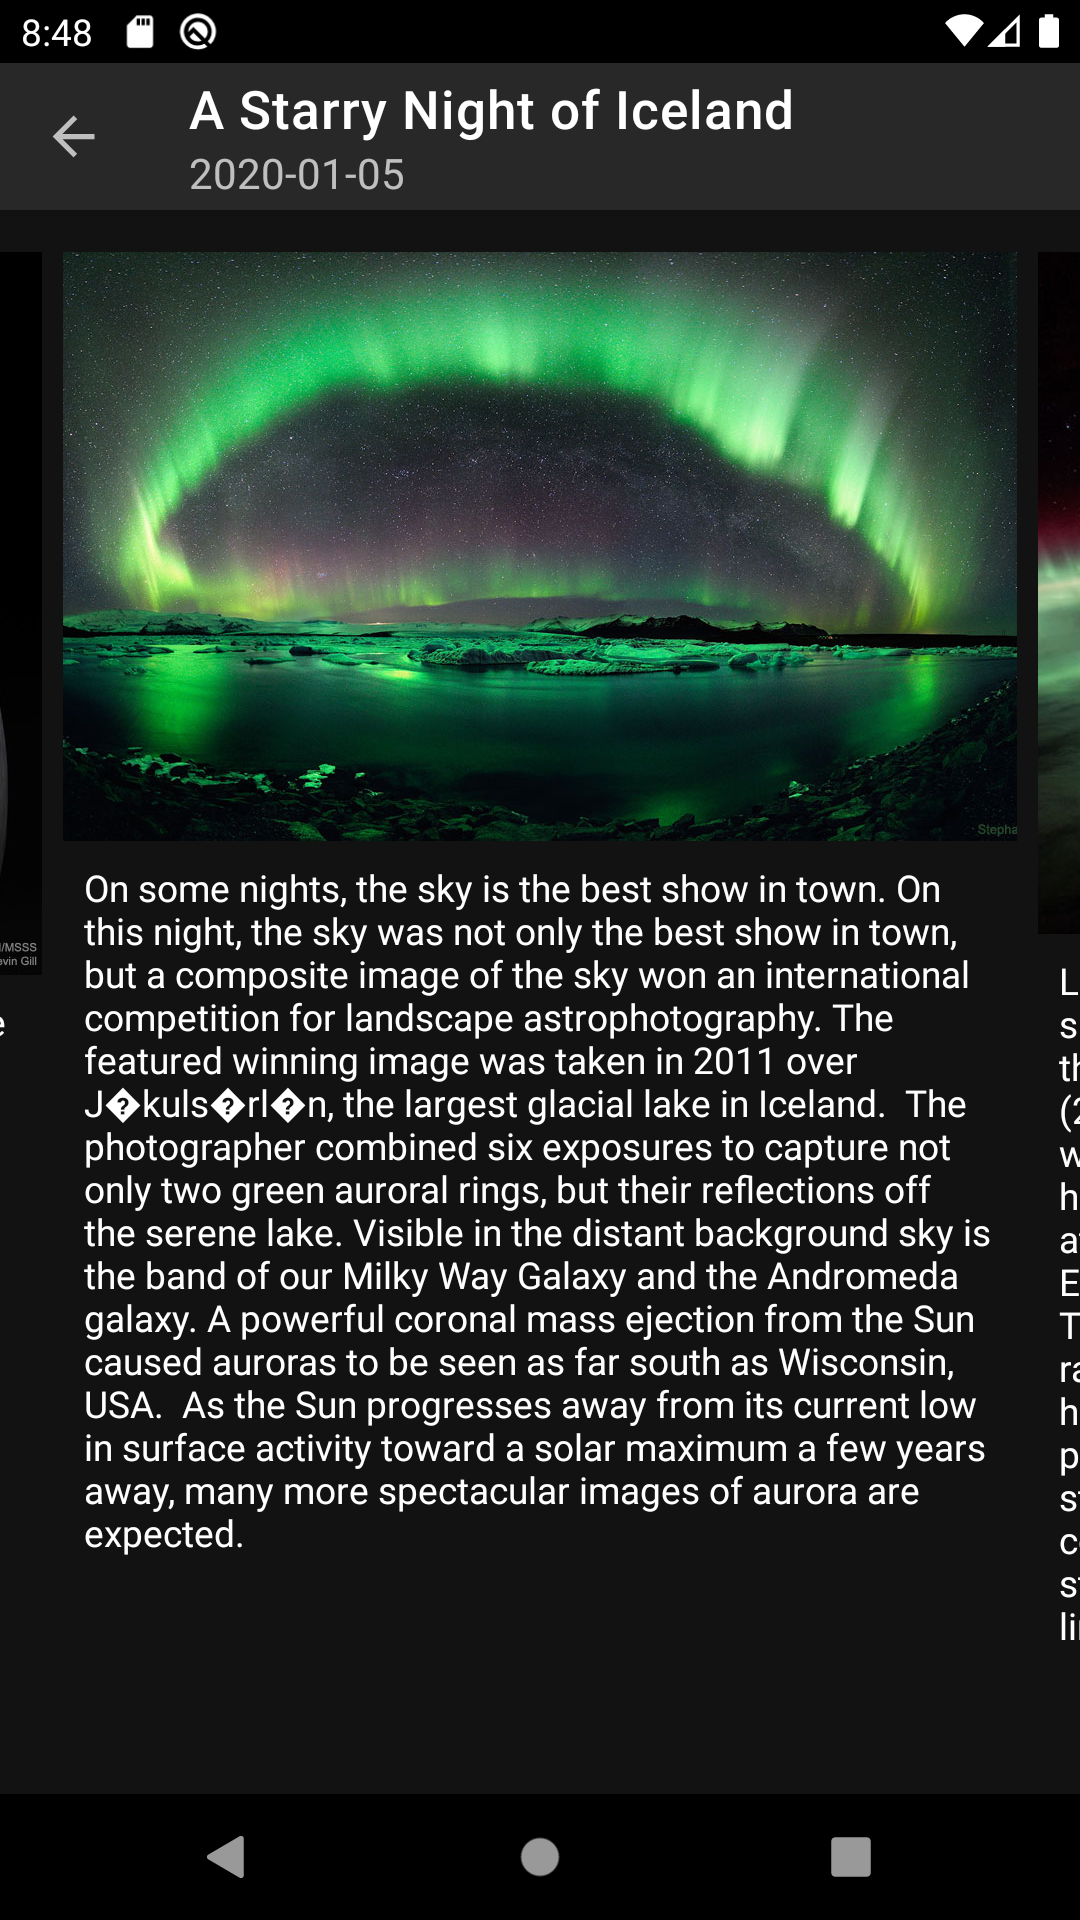 8:48
A Starry Night of Iceland
2020-01-05
Stepha
/MSSS
evin Gill
On some nights, the sky is the best show in town. On
this night, the sky was not only the best show in town,
but a composite image of the sky won an international
competition for landscape astrophotography. The
featured winning image was taken in 2011 over
J�kuls�rl�n, the largest glacial lake in Iceland.  The
photographer combined six exposures to capture not
only two green auroral rings, but their reflections off
the serene lake. Visible in the distant background sky is
the band of our Milky Way Galaxy and the Andromeda
galaxy. A powerful coronal mass ejection from the Sun
caused auroras to be seen as far south as Wisconsin,
USA.  As the Sun progresses away from its current low
in surface activity toward a solar maximum a few years
away, many more spectacular images of aurora are
expected.
e
L
s
th
(2
w
h
a
E
T
ra
h
p
s
c
s
li